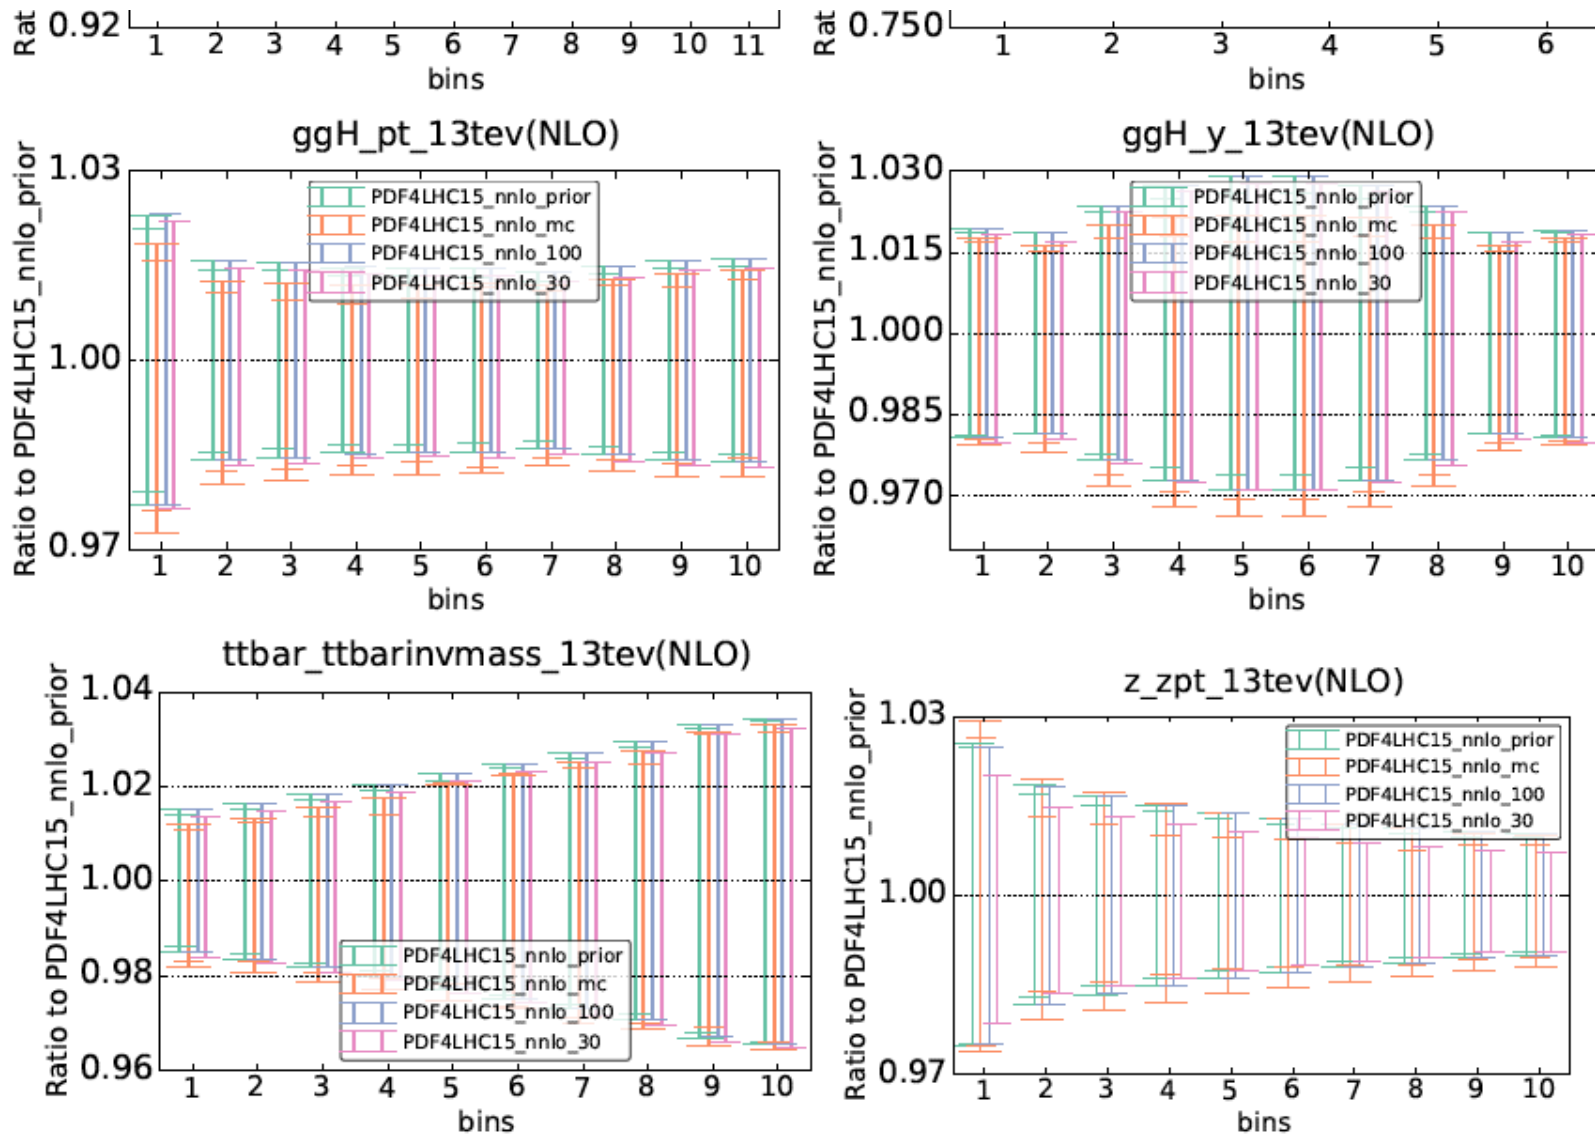 Rat 0.92
1 2 3 4 5 6 7 8 9 10 11
bins
Rat 0.750
1 2 3 4 5 6
bins
ggH_pt_13tev(NLO)
Ratio to PDF4LHC15_nnlo_prior
1.03
1.00
0.97
PDF4LHC15_nnlo_prior
PDF4LHC15_nnlo_mc
PDF4LHC15_nnlo_100
PDF4LHC15_nnlo_30
1 2 3 4 5 6 7 8 9 10
bins
ggH_y_13tev(NLO)
Ratio to PDF4LHC15_nnlo_prior
1.030
1.015
1.000
0.985
0.970
PDF4LHC15_nnlo_prior
PDF4LHC15_nnlo_mc
PDF4LHC15_nnlo_100
PDF4LHC15_nnlo_30
1 2 3 4 5 6 7 8 9 10
bins
ttbar_ttbarinvmass_13tev(NLO)
Ratio to PDF4LHC15_nnlo_prior
1.04
1.02
1.00
0.98
0.96
PDF4LHC15_nnlo_prior
PDF4LHC15_nnlo_mc
PDF4LHC15_nnlo_100
PDF4LHC15_nnlo_30
1 2 3 4 5 6 7 8 9 10
bins
z_zpt_13tev(NLO)
Ratio to PDF4LHC15_nnlo_prior
1.03
1.00
0.97
PDF4LHC15_nnlo_prior
PDF4LHC15_nnlo_mc
PDF4LHC15_nnlo_100
PDF4LHC15_nnlo_30
1 2 3 4 5 6 7 8 9 10
bins